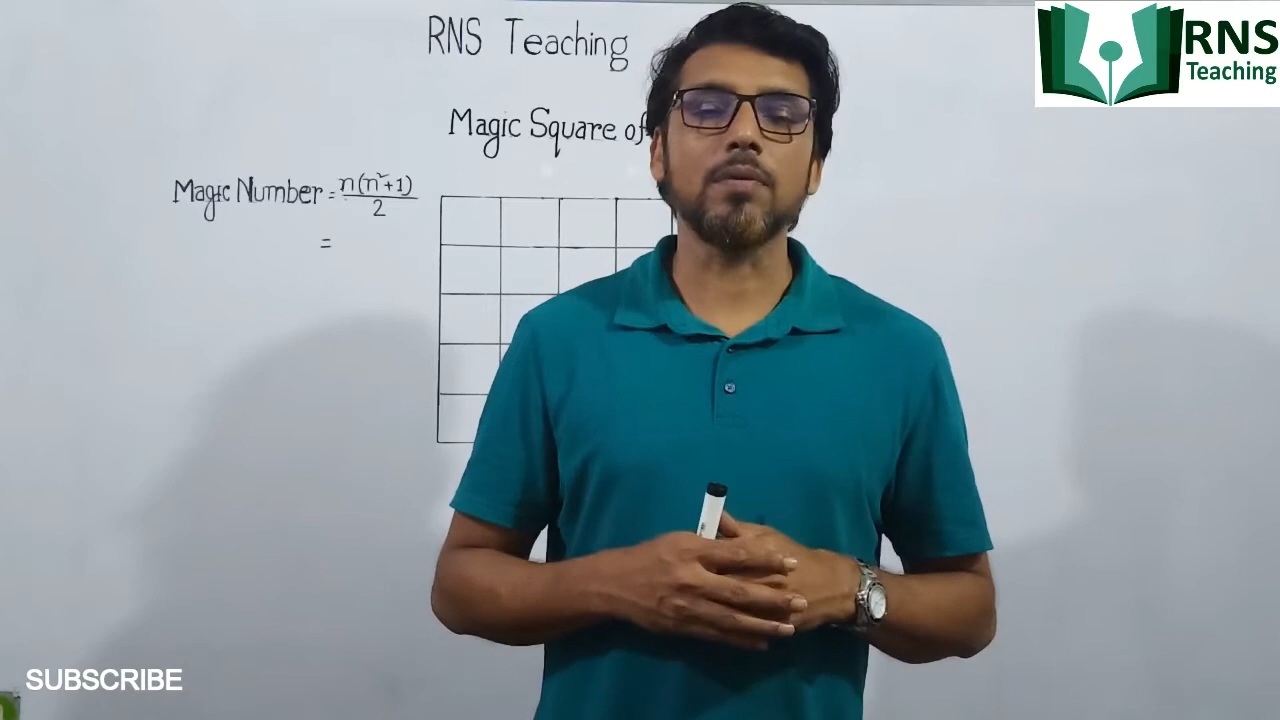 RNS Teaching
RNS
Teaching
Magic Square of
Magic Number = n(n²+1)
2
=
SUBSCRIBE